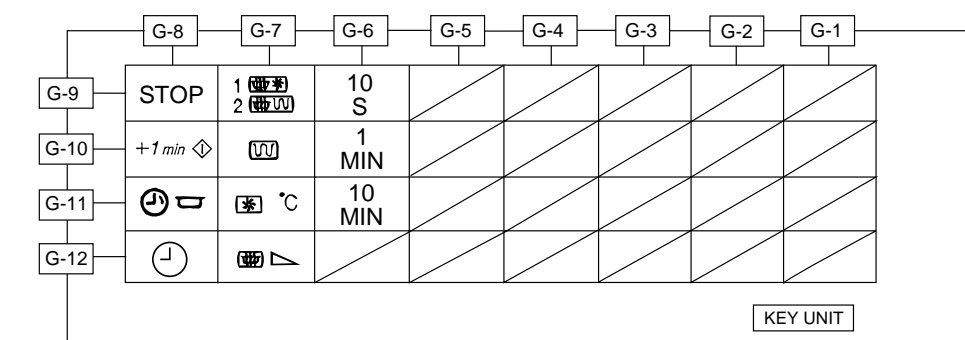 G-8 G-7 G-6 G-5 G-4 G-3 G-2 G-1
G-9 STOP 1 10
2 S
G-10 +1 min 1
MIN
G-11 °C 10
MIN
G-12
KEY UNIT